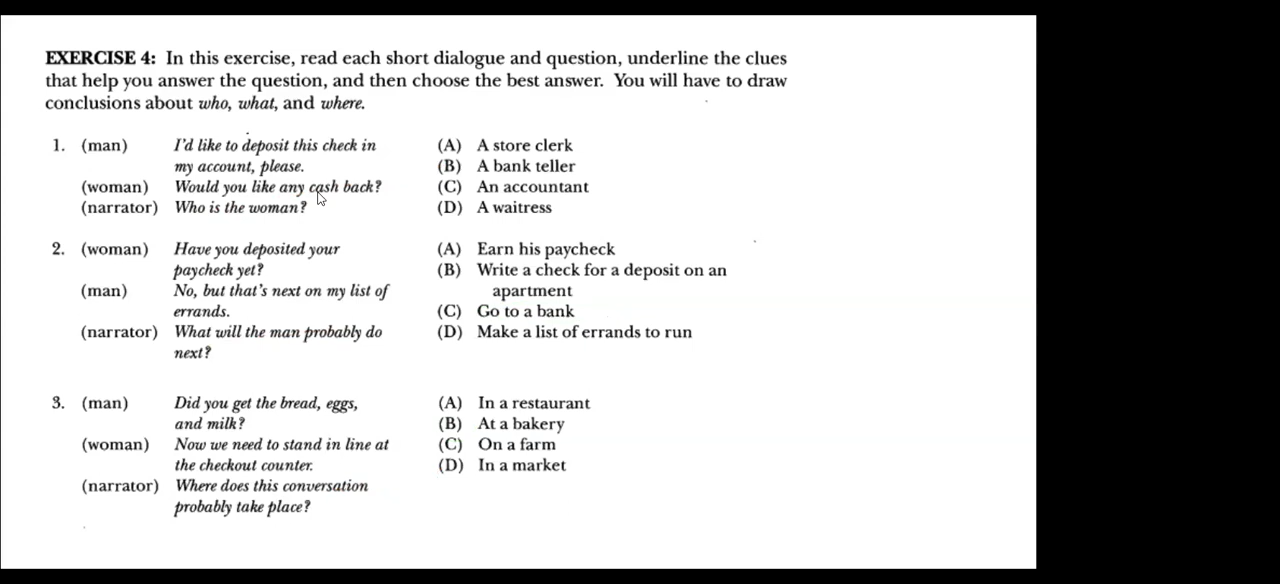 EXERCISE 4: In this exercise, read each short dialogue and question, underline the clues
that help you answer the question, and then choose the best answer. You will have to draw
conclusions about who, what, and where.
1. (man) I'd like to deposit this check in
my account, please.
(woman) Would you like any cash back?
(narrator) Who is the woman?
(A) A store clerk
(B) A bank teller
(C) An accountant
(D) A waitress
2. (woman) Have you deposited your
paycheck yet?
(man) No, but that's next on my list of
errands.
(narrator) What will the man probably do
next?
(A) Earn his paycheck
(B) Write a check for a deposit on an
apartment
(C) Go to a bank
(D) Make a list of errands to run
3. (man) Did you get the bread, eggs,
and milk?
(woman) Now we need to stand in line at
the checkout counter.
(narrator) Where does this conversation
probably take place?
(A) In a restaurant
(B) At a bakery
(C) On a farm
(D) In a market